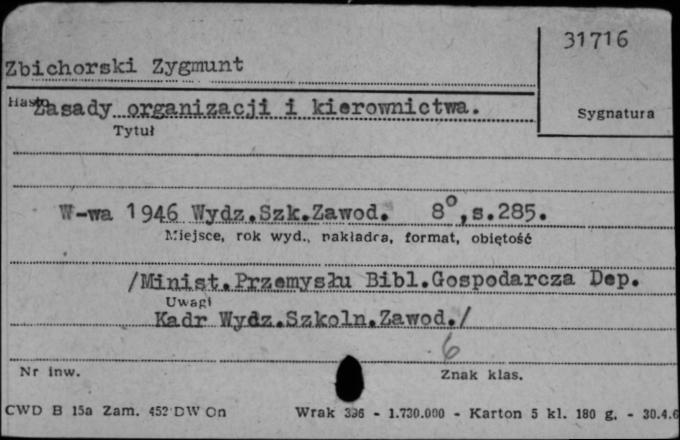 31716
Zbichorski Zygmunt
Hasło Zasady organizacji i kierownictwa.
Sygnatura
Tytuł
W-wa 1946 Wydz.Szk.Zawod. 8°,s.285.
Miejsce, rok wyd., nakładca, format, objętość
/Minist.Przemysłu Bibl.Gospodarcza Dep.
Uwagi
Kadr Wydz.Szkoln.Zawod./
6
Nr inw.
Znak klas.
CWD B 15a Zam. 452 DW On Wrak 396 - 1.730.000 - Karton 5 kl. 180 g. - 30.4.6